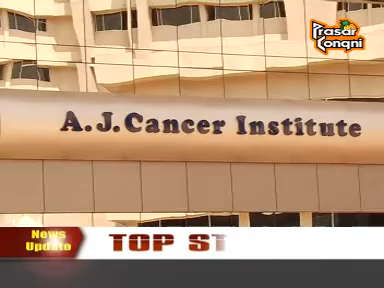 Prasar
Conqni
A.J.Cancer Institute
News
Update
TOP ST